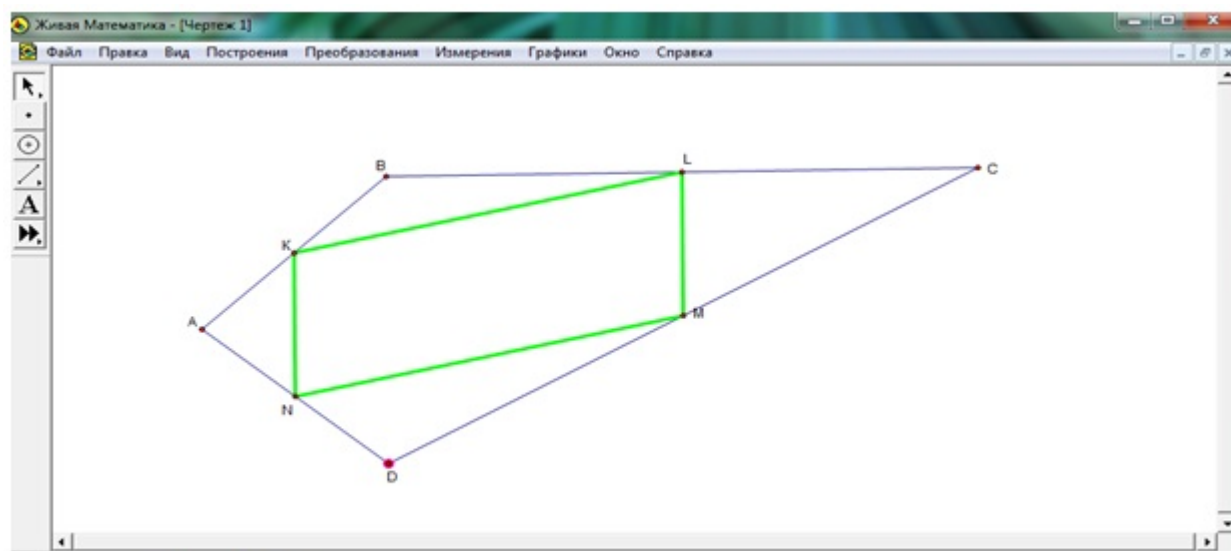 Живая Математика - [Чертеж 1]
Файл Правка Вид Построения Преобразования Измерения Графики Окно Справка
A
B
L
C
K
A
M
N
D